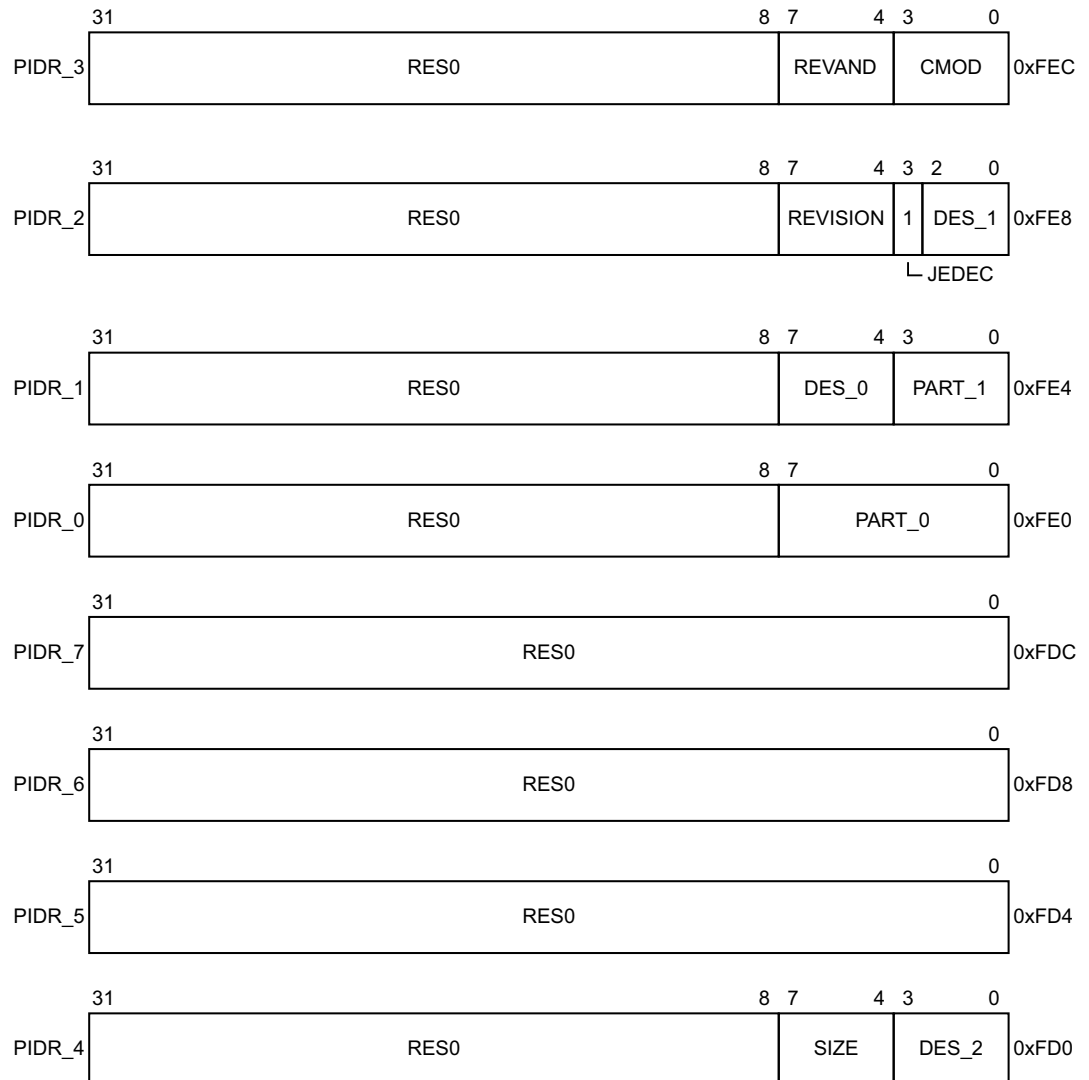 31 8 7 4 3 0
PIDR_3 RES0 REVAND CMOD 0xFEC
31 8 7 4 3 2 0
PIDR_2 RES0 REVISION 1 DES_1 0xFE8
JEDEC
31 8 7 4 3 0
PIDR_1 RES0 DES_0 PART_1 0xFE4
31 8 7 0
PIDR_0 RES0 PART_0 0xFE0
31 0
PIDR_7 RES0 0xFDC
31 0
PIDR_6 RES0 0xFD8
31 0
PIDR_5 RES0 0xFD4
31 8 7 4 3 0
PIDR_4 RES0 SIZE DES_2 0xFD0